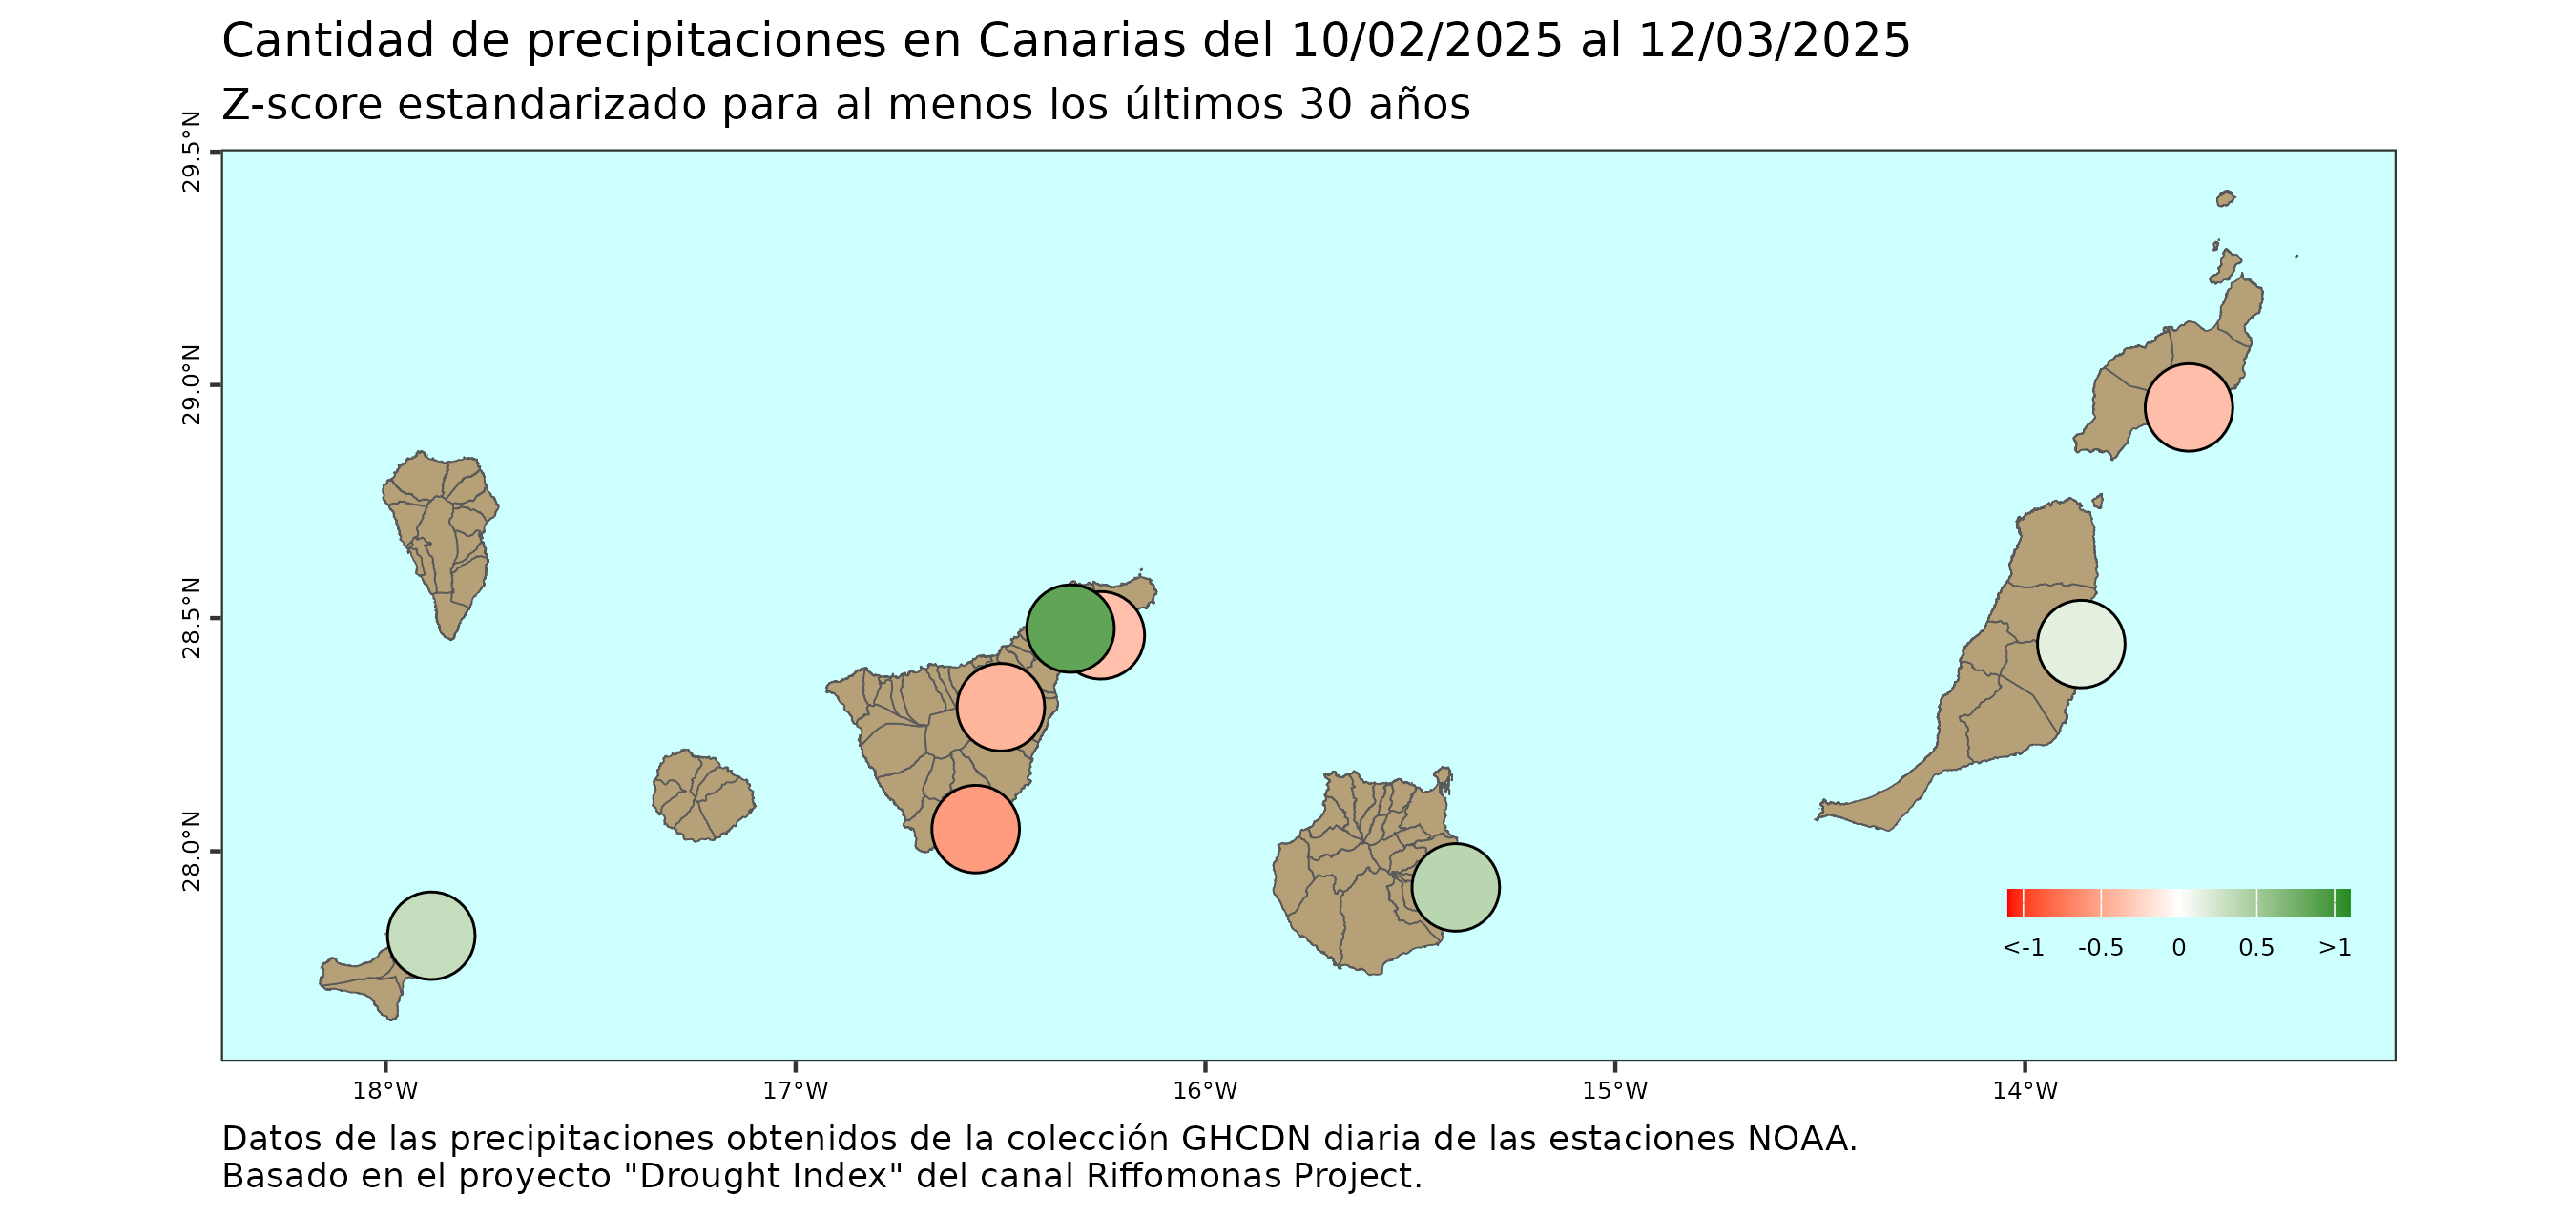 Cantidad de precipitaciones en Canarias del 10/02/2025 al 12/03/2025
Z-score estandarizado para al menos los últimos 30 años
29.5°N
29.0°N
28.5°N
28.0°N
<-1 -0.5 0 0.5 >1
18°W 17°W 16°W 15°W 14°W
Datos de las precipitaciones obtenidos de la colección GHCDN diaria de las estaciones NOAA.
Basado en el proyecto "Drought Index" del canal Riffomonas Project.